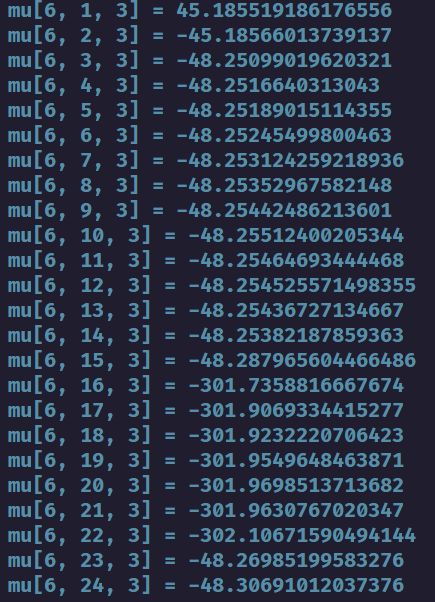 mu[6, 1, 3] = 45.185519186176556
mu[6, 2, 3] = -45.18566013739137
mu[6, 3, 3] = -48.25099019620321
mu[6, 4, 3] = -48.2516640313043
mu[6, 5, 3] = -48.25189015114355
mu[6, 6, 3] = -48.25245499800463
mu[6, 7, 3] = -48.253124259218936
mu[6, 8, 3] = -48.25352967582148
mu[6, 9, 3] = -48.25442486213601
mu[6, 10, 3] = -48.25512400205344
mu[6, 11, 3] = -48.25464693444468
mu[6, 12, 3] = -48.254525571498355
mu[6, 13, 3] = -48.25436727134667
mu[6, 14, 3] = -48.25382187859363
mu[6, 15, 3] = -48.287965604466486
mu[6, 16, 3] = -301.7358816667674
mu[6, 17, 3] = -301.9069334415277
mu[6, 18, 3] = -301.9232220706423
mu[6, 19, 3] = -301.9549648463871
mu[6, 20, 3] = -301.9698513713682
mu[6, 21, 3] = -301.9630767020347
mu[6, 22, 3] = -302.10671590494144
mu[6, 23, 3] = -48.26985199583276
mu[6, 24, 3] = -48.30691012037376